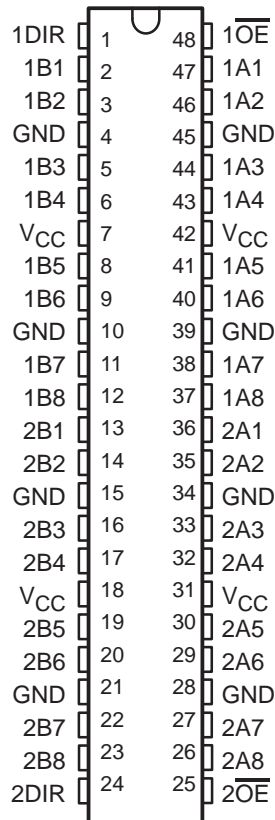 1DIR 1 48 1O̅E̅
1B1 2 47 1A1
1B2 3 46 1A2
GND 4 45 GND
1B3 5 44 1A3
1B4 6 43 1A4
VCC 7 42 VCC
1B5 8 41 1A5
1B6 9 40 1A6
GND 10 39 GND
1B7 11 38 1A7
1B8 12 37 1A8
2B1 13 36 2A1
2B2 14 35 2A2
GND 15 34 GND
2B3 16 33 2A3
2B4 17 32 2A4
VCC 18 31 VCC
2B5 19 30 2A5
2B6 20 29 2A6
GND 21 28 GND
2B7 22 27 2A7
2B8 23 26 2A8
2DIR 24 25 2O̅E̅